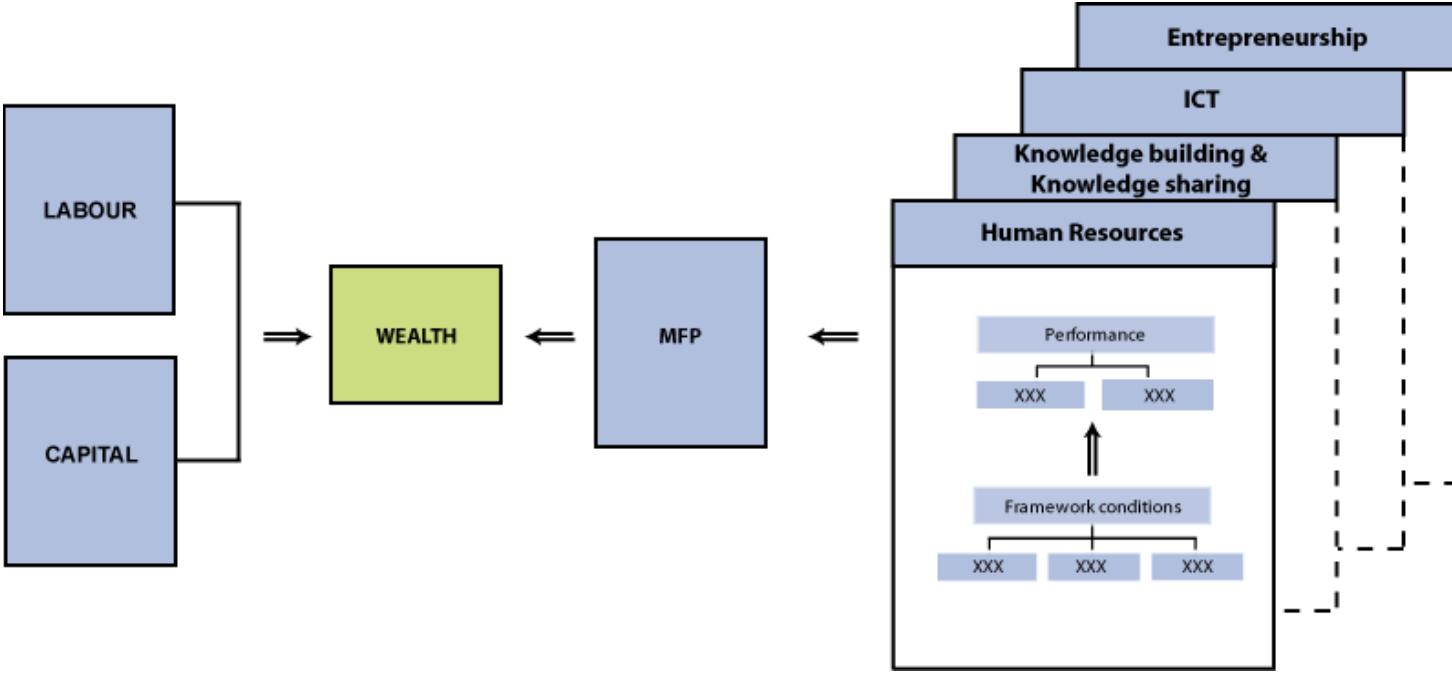 Entrepreneurship
ICT
Knowledge building &
Knowledge sharing
Human Resources
LABOUR
CAPITAL
WEALTH
MFP
Performance
XXX XXX
Framework conditions
XXX XXX XXX